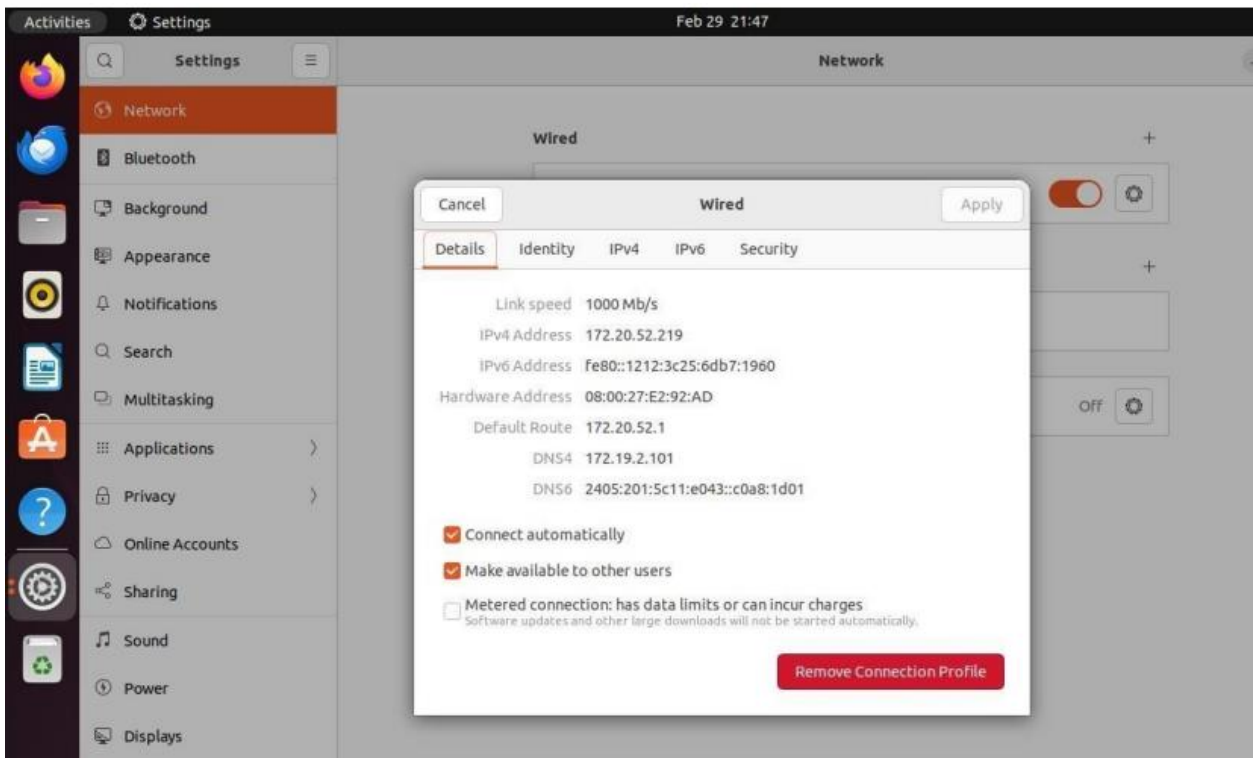 Activities Settings Feb 29 21:47
Settings
Network
Network
Bluetooth
Background
Appearance
Notifications
Search
Multitasking
Applications
Privacy
Online Accounts
Sharing
Sound
Power
Displays
Wired
Off
Cancel Wired Apply
Details Identity IPv4 IPv6 Security
Link speed 1000 Mb/s
IPv4 Address 172.20.52.219
IPv6 Address fe80::1212:3c25:6db7:1960
Hardware Address 08:00:27:E2:92:AD
Default Route 172.20.52.1
DNS4 172.19.2.101
DNS6 2405:201:5c11:e043::c0a8:1d01
Connect automatically
Make available to other users
Metered connection: has data limits or can incur charges
Software updates and other large downloads will not be started automatically.
Remove Connection Profile